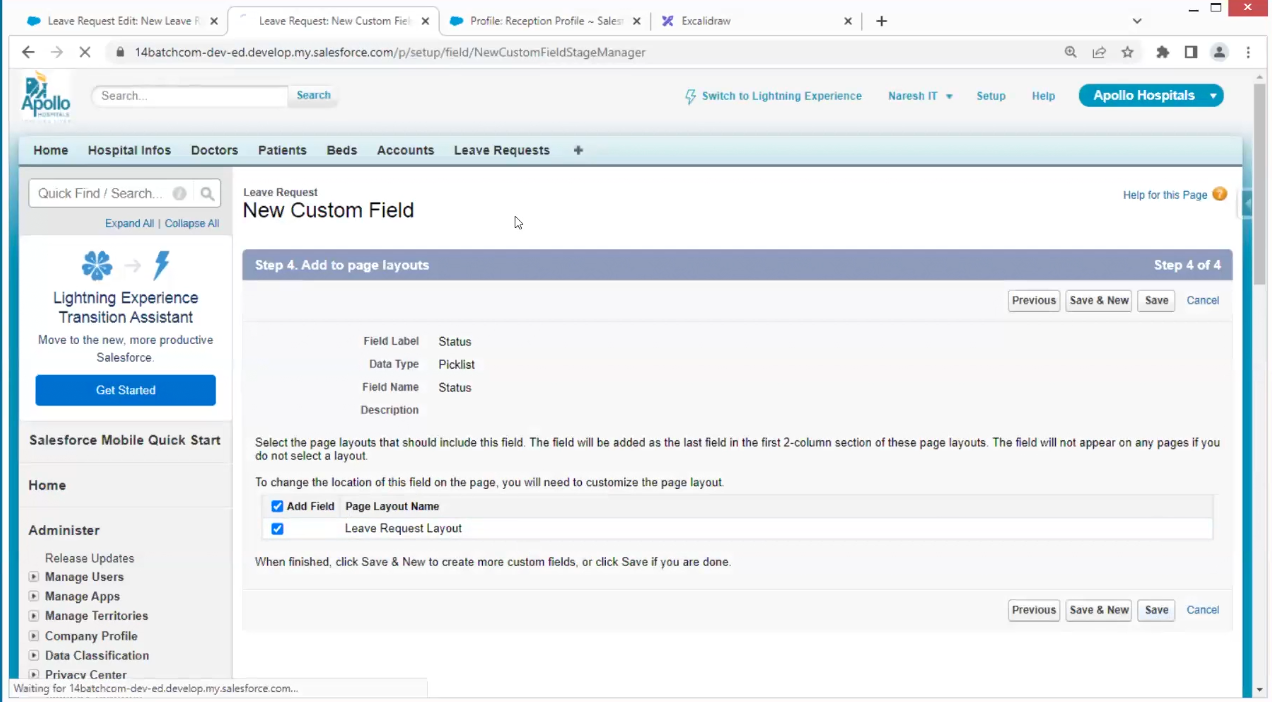 Leave Request Edit: New Leave R
Leave Request: New Custom Fiel
Profile: Reception Profile ~ Sales
Excalidraw
14batchcom-dev-ed.develop.my.salesforce.com/p/setup/field/NewCustomFieldStageManager
Apollo
HOSPITALS
Search...
Search
Switch to Lightning Experience
Naresh IT
Setup
Help
Apollo Hospitals
Home
Hospital Infos
Doctors
Patients
Beds
Accounts
Leave Requests
Quick Find / Search...
Expand All | Collapse All
Lightning Experience
Transition Assistant
Move to the new, more productive
Salesforce.
Get Started
Salesforce Mobile Quick Start
Home
Administer
Release Updates
Manage Users
Manage Apps
Manage Territories
Company Profile
Data Classification
Privacy Center
Leave Request
New Custom Field
Help for this Page
Step 4. Add to page layouts
Step 4 of 4
Previous
Save & New
Save
Cancel
Field Label Status
Data Type Picklist
Field Name Status
Description
Select the page layouts that should include this field. The field will be added as the last field in the first 2-column section of these page layouts. The field will not appear on any pages if you
do not select a layout.
To change the location of this field on the page, you will need to customize the page layout.
Add Field Page Layout Name
Leave Request Layout
When finished, click Save & New to create more custom fields, or click Save if you are done.
Previous
Save & New
Save
Cancel
Waiting for 14batchcom-dev-ed.develop.my.salesforce.com...